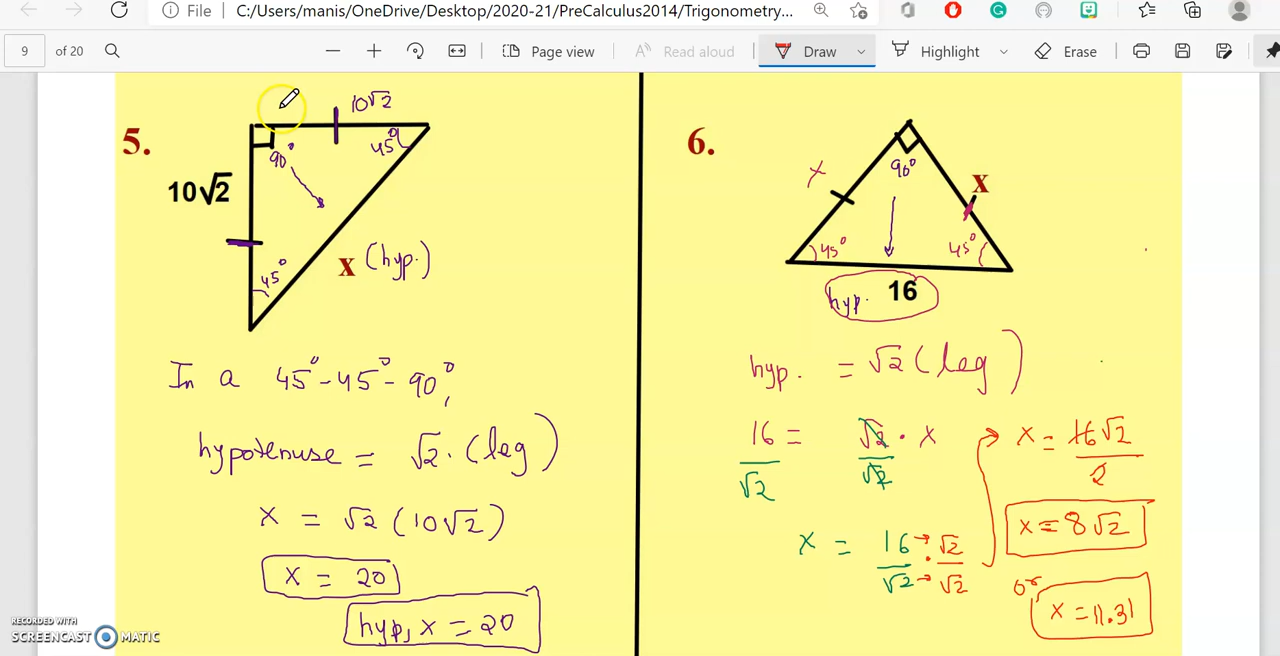 File C:/Users/manis/OneDrive/Desktop/2020-21/PreCalculus2014/Trigonometry...
9 of 20 Page view Read aloud Draw Highlight Erase
5.
10√2
90°
45°
10√2
45°
x (hyp.)
In a 45°-45°-90°,
hypotenuse = √2 · (leg)
x = √2 (10√2)
x = 20
hyp, x = 20
6.
90°
x
x
45°
45°
hyp. 16
hyp. = √2 (leg)
16 = √2 · x
√2 √2
x = 16 → · √2
√2 → √2
x = 16√2
2
x = 8√2
or
x = 11.31
RECORDED WITH
SCREENCAST MATIC